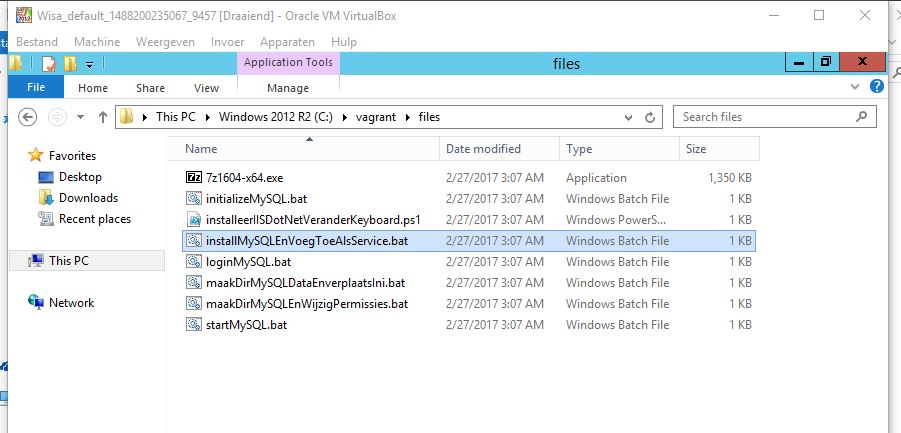 Wisa_default_1488200235067_9457 [Draaiend] - Oracle VM VirtualBox
Bestand Machine Weergeven Invoer Apparaten Hulp
Application Tools files
File Home Share View Manage
This PC Windows 2012 R2 (C:) vagrant files Search files
Name Date modified Type Size
Favorites
Desktop
Downloads
Recent places
This PC
Network
7z1604-x64.exe 2/27/2017 3:07 AM Application 1,350 KB
initializeMySQL.bat 2/27/2017 3:07 AM Windows Batch File 1 KB
installeerIISDotNetVeranderKeyboard.ps1 2/27/2017 3:07 AM Windows PowerS... 1 KB
installMySQLEnVoegToeAlsService.bat 2/27/2017 3:07 AM Windows Batch File 1 KB
loginMySQL.bat 2/27/2017 3:07 AM Windows Batch File 1 KB
maakDirMySQLDataEnverplaatsIni.bat 2/27/2017 3:07 AM Windows Batch File 1 KB
maakDirMySQLEnWijzigPermissies.bat 2/27/2017 3:07 AM Windows Batch File 1 KB
startMySQL.bat 2/27/2017 3:07 AM Windows Batch File 1 KB